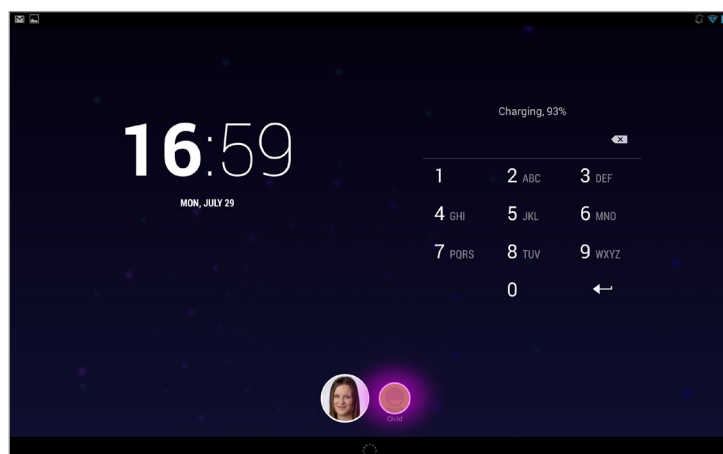 16:59
MON, JULY 29
Charging, 93%
1
2 ABC
3 DEF
4 GHI
5 JKL
6 MNO
7 PQRS
8 TUV
9 WXYZ
0
Child